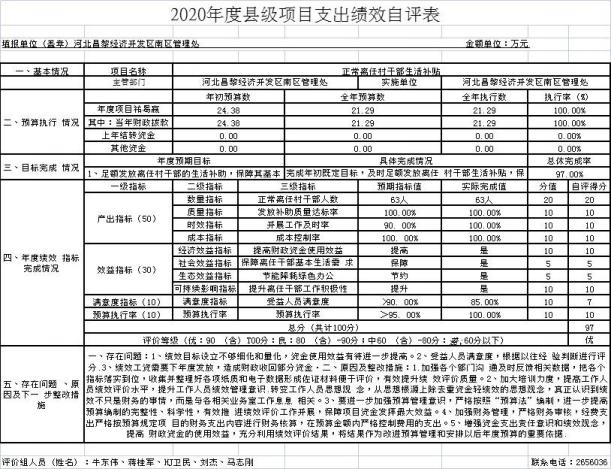 2020年度县级项目支出绩效自评表
填报单位（盖章）河北昌黎经济开发区南区管理处 金额单位：万元
一、基本情况 项目名称 正常离任村干部生活补贴
主管部门 河北昌黎经济开发区南区管理处 实施单位 河北昌黎经济开发区南区管理处
二、预算执行 情况 年初预算数 全年预算数 全年执行数 执行率（%）
年度项目 24.38 21.29 21.29 100.00%
其中：当年财政拨款 24.38 21.29 21.29 100.00%
上年结转资金 0.00 0.00 0.00
其他资金 0.00 0.00 0.00
三、目标完成 情况 年度预期目标 具体完成情况 总体完成率
1、足额发放离任村干部的生活补助，保障其基本 完成年初既定目标，及时足额发放离任 村干部生活补贴，保 97.00%
四、年度绩效 指标完成情况 一级指标 二级指标 三级指标 预期指标值 实际完成值 分值 自评得分
产出指标（50） 数量指标 正常离任村干部人数 63人 63人 20 20
质量指标 发放补助质量达标率 100.00% 100.00% 10 10
时效指标 开展工作及时率 90. 00% 100.00% 10 10
成本指标 成本控制率 100. 00% 100.00% 10 10
效益指标（30） 经济效益指标 提高财政资金使用效益 提高 是 10 10
社会效益指标 保障离任干部基本生活需 求 保障 是 5 5
生态效益指标 节能降耗绿色办公 节约 是 5 5
可持续影响指标 提升离任干部工作积极性 提升 是 10 10
满意度指标（10） 满意度指标 受益人员满意度 >90. 00% 85.00% 10 7
预算执行率（10） 预算执行率 预算执行率 >95. 00% 100.00% 10 10
总分（共计100分） 97
评价等级（优：90 （含）T00分：良：80 （含）-90分；中60 （含）-80分；差:60分以下） 优
五、存在问题 、原因及下一 步整改措施
一、存在问题：1、绩效目标设立不够细化和量化，资金使用效益有待进一步提高。2、受益人员满意度，根据以往经 验判断进行评
分.3、绩效工资需要下年度发放，造成财政收回部分资金．二、原因及整改措施：1.加强各个部门沟 通及时反馈相关数据，把各个
指标落实到位，收集并整理好各项纸质和电子数据形成佐证材料便于评价，有效提升绩 效评价质量。2、加大培训力度，提高工作人
员绩效评价水平，提升工作人员绩效管理意识.转变工作人员思想观 念，从思想根源上除去重资金轻绩效的思想观念，真正认识到绩
效不只是财务的事情，而是与各相关业务室工作息息 相关。3、要进一步加强预算管理意识，严格按照“预算法”编制，进一步提高
预算编制的完整性、科学性，有效推 进绩效评价工作开展，保障项目资金发挥最大效益。4、加强财务管理，严格财务审核，经费支
出严格按预算规定项 目的财务支出内容进行财务核算，在预算金额内严格控制费用的支出。5、增强资金支出责任意识和绩效观念，
提高 财政资金的使用效益，充分利用绩效评价结果，将结果作为改进预算管理和安排以后年度预算的重要依据．
评价组人员（姓名）：牛东伟、蒋桂军、HJ卫民、刘杰、马志刚 联系电话：2656036